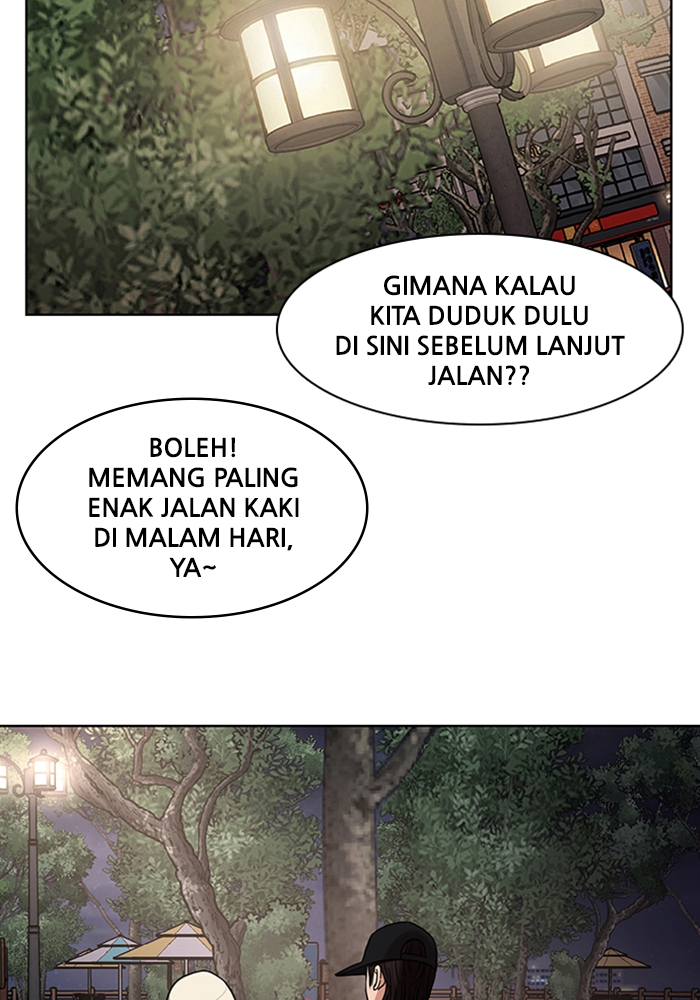 GIMANA KALAU
KITA DUDUK DULU
DI SINI SEBELUM LANJUT
JALAN??
BOLEH!
MEMANG PALING
ENAK JALAN KAKI
DI MALAM HARI,
YA~